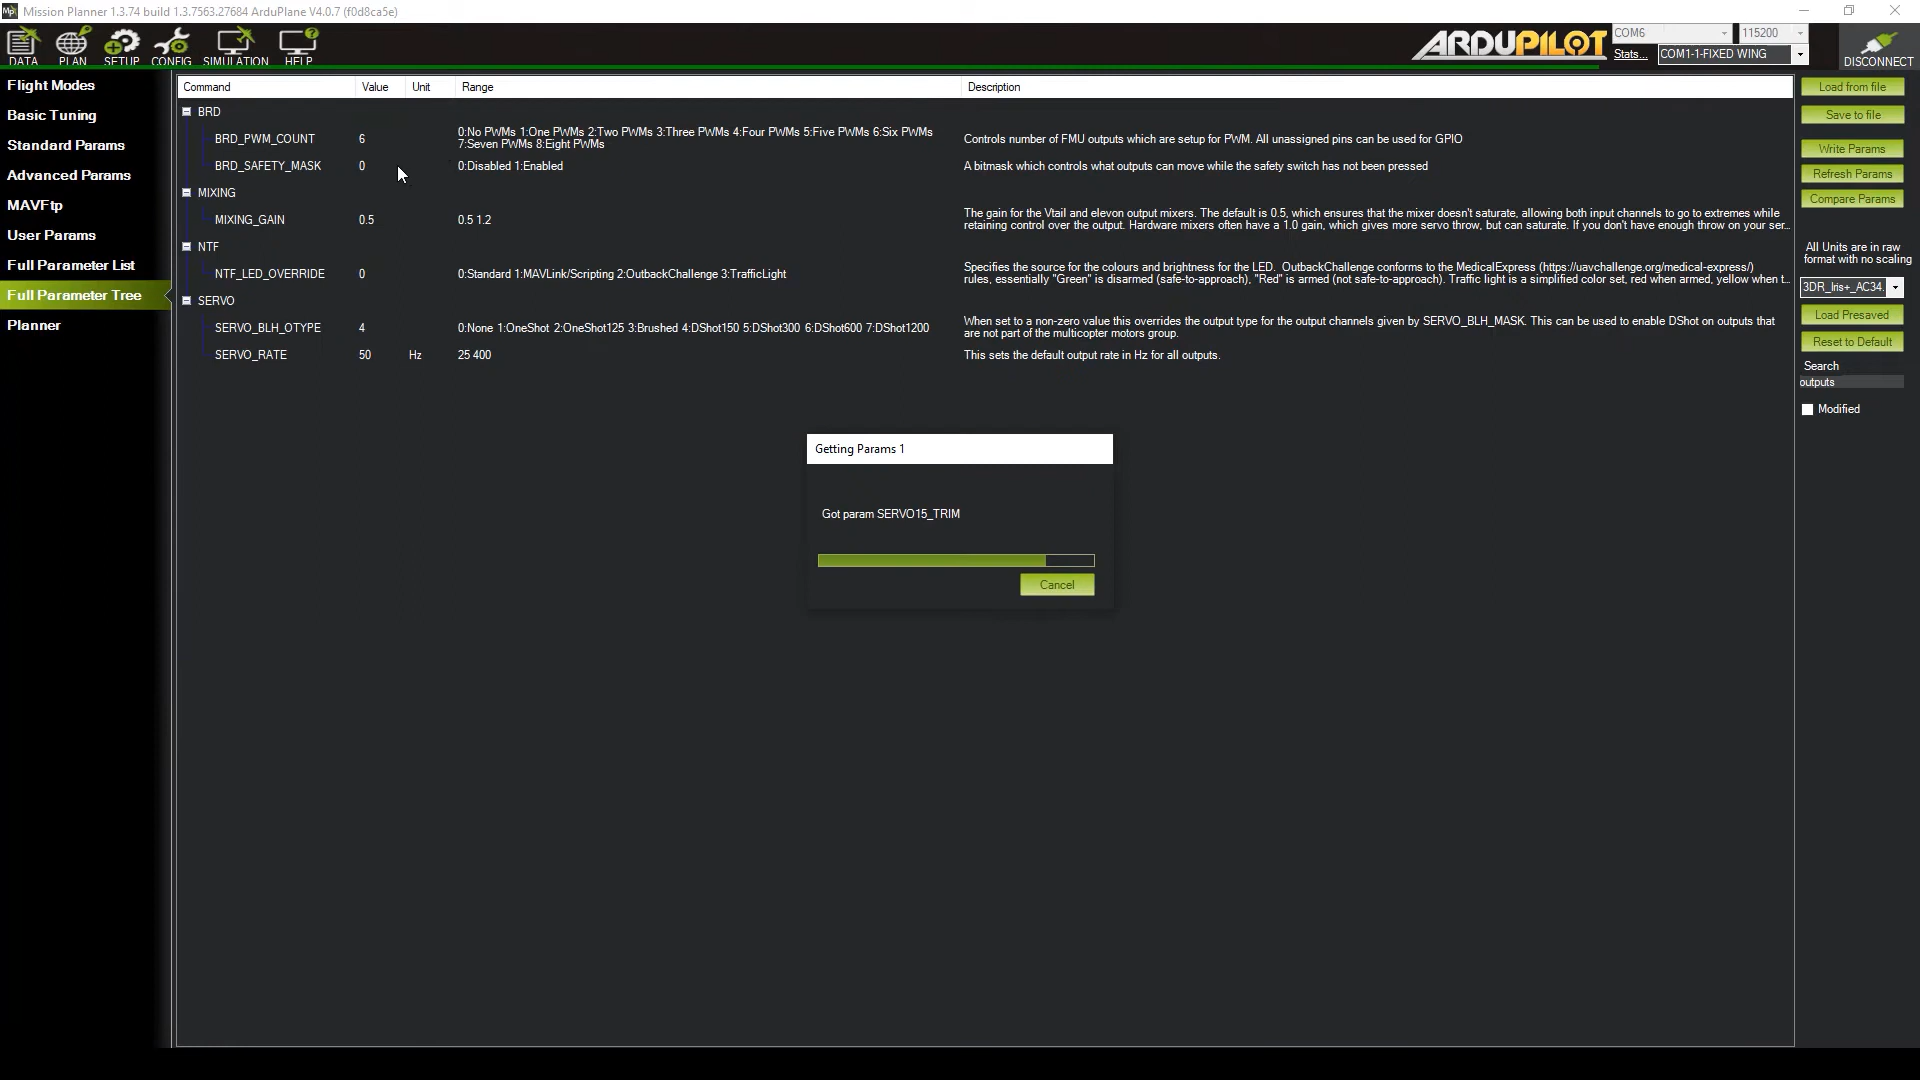 Mission Planner 1.3.74 build 1.3.7563.27684 ArduPlane V4.0.7 (f0d8ca5e)
DATA PLAN SETUP CONFIG SIMULATION HELP
ARDUPILOT
COM6 115200
Stats... COM1-1-FIXED WING
DISCONNECT
Flight Modes
Basic Tuning
Standard Params
Advanced Params
MAVFtp
User Params
Full Parameter List
Full Parameter Tree
Planner
Command Value Unit Range Description
BRD
BRD_PWM_COUNT 6 0:No PWMs 1:One PWMs 2:Two PWMs 3:Three PWMs 4:Four PWMs 5:Five PWMs 6:Six PWMs
7:Seven PWMs 8:Eight PWMs
Controls number of FMU outputs which are setup for PWM. All unassigned pins can be used for GPIO
BRD_SAFETY_MASK 0 0:Disabled 1:Enabled A bitmask which controls what outputs can move while the safety switch has not been pressed
MIXING
MIXING_GAIN 0.5 0.5 1.2
The gain for the Vtail and elevon output mixers. The default is 0.5, which ensures that the mixer doesn't saturate, allowing both input channels to go to extremes while
retaining control over the output. Hardware mixers often have a 1.0 gain, which gives more servo throw, but can saturate. If you don't have enough throw on your ser...
NTF
NTF_LED_OVERRIDE 0 0:Standard 1:MAVLink/Scripting 2:OutbackChallenge 3:TrafficLight
Specifies the source for the colours and brightness for the LED. OutbackChallenge conforms to the MedicalExpress (https://uavchallenge.org/medical-express/)
rules, essentially "Green" is disarmed (safe-to-approach), "Red" is armed (not safe-to-approach). Traffic light is a simplified color set, red when armed, yellow when t...
SERVO
SERVO_BLH_OTYPE 4 0:None 1:OneShot 2:OneShot125 3:Brushed 4:DShot150 5:DShot300 6:DShot600 7:DShot1200
When set to a non-zero value this overrides the output type for the output channels given by SERVO_BLH_MASK. This can be used to enable DShot on outputs that
are not part of the multicopter motors group.
SERVO_RATE 50 Hz 25 400 This sets the default output rate in Hz for all outputs.
Getting Params 1
Got param SERVO15_TRIM
Cancel
Load from file
Save to file
Write Params
Refresh Params
Compare Params
All Units are in raw
format with no scaling
3DR_Iris+_AC34.
Load Presaved
Reset to Default
Search
outputs
Modified